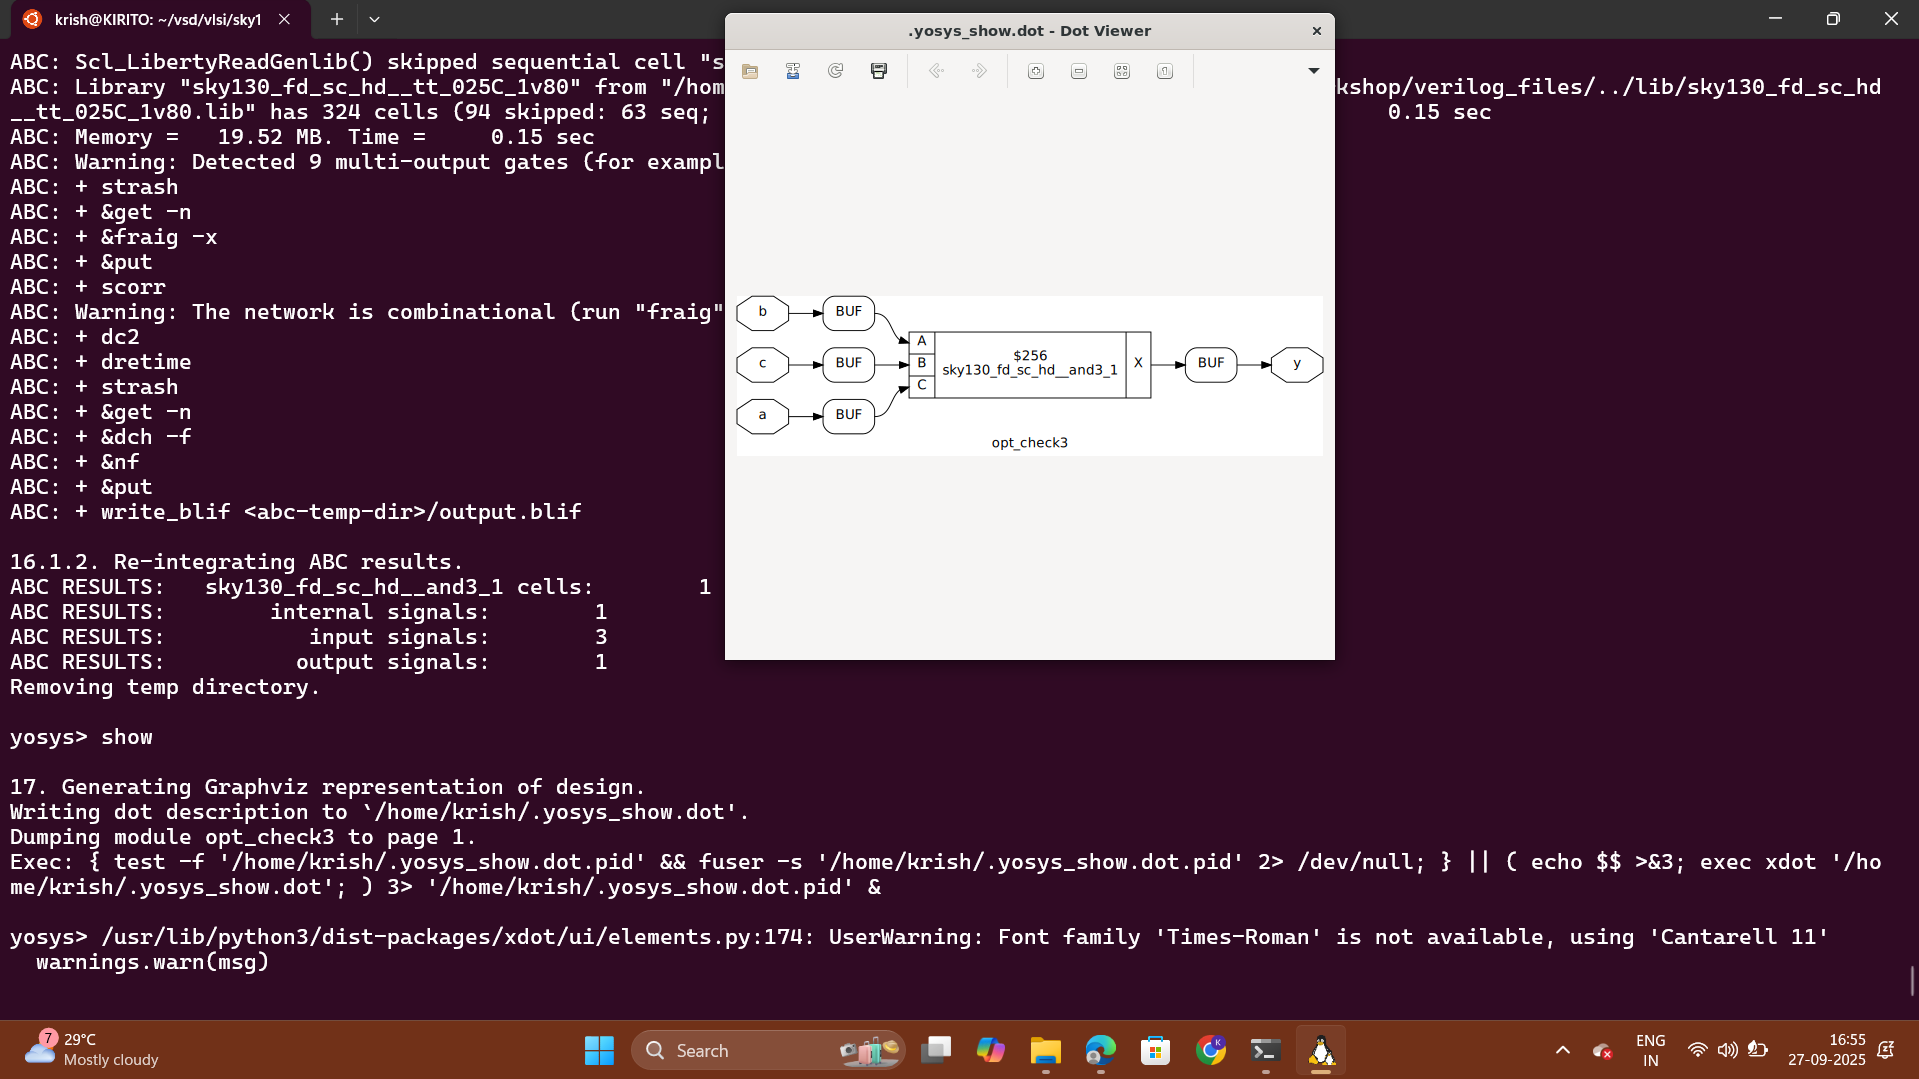 krish@KIRITO: ~/vsd/vlsi/sky1
.yosys_show.dot - Dot Viewer
ABC: Scl_LibertyReadGenlib() skipped sequential cell "s
ABC: Library "sky130_fd_sc_hd__tt_025C_1v80" from "/hom
kshop/verilog_files/../lib/sky130_fd_sc_hd
__tt_025C_1v80.lib" has 324 cells (94 skipped: 63 seq;
0.15 sec
ABC: Memory =   19.52 MB. Time =     0.15 sec
ABC: Warning: Detected 9 multi-output gates (for exampl
ABC: + strash
ABC: + &get -n
ABC: + &fraig -x
ABC: + &put
ABC: + scorr
ABC: Warning: The network is combinational (run "fraig"
ABC: + dc2
ABC: + dretime
ABC: + strash
ABC: + &get -n
ABC: + &dch -f
ABC: + &nf
ABC: + &put
ABC: + write_blif <abc-temp-dir>/output.blif
b BUF
c BUF
a BUF
A
B
C
$256
sky130_fd_sc_hd__and3_1
X
BUF
y
opt_check3
16.1.2. Re-integrating ABC results.
ABC RESULTS:   sky130_fd_sc_hd__and3_1 cells:        1
ABC RESULTS:        internal signals:        1
ABC RESULTS:           input signals:        3
ABC RESULTS:          output signals:        1
Removing temp directory.
yosys> show
17. Generating Graphviz representation of design.
Writing dot description to `/home/krish/.yosys_show.dot'.
Dumping module opt_check3 to page 1.
Exec: { test -f '/home/krish/.yosys_show.dot.pid' && fuser -s '/home/krish/.yosys_show.dot.pid' 2> /dev/null; } || ( echo $$ >&3; exec xdot '/ho
me/krish/.yosys_show.dot'; ) 3> '/home/krish/.yosys_show.dot.pid' &
yosys> /usr/lib/python3/dist-packages/xdot/ui/elements.py:174: UserWarning: Font family 'Times-Roman' is not available, using 'Cantarell 11'
  warnings.warn(msg)
7
29°C
Mostly cloudy
Search
K
ENG
IN
16:55
27-09-2025